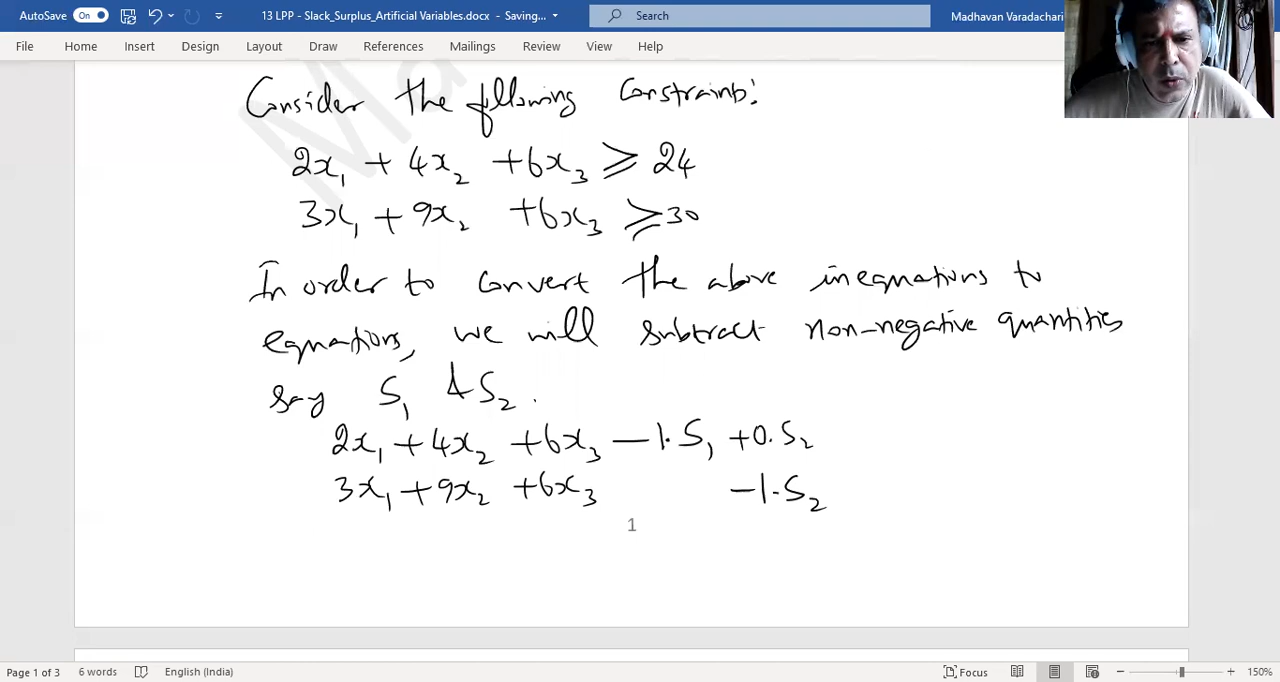 AutoSave On 13 LPP - Slack_Surplus_Artificial Variables.docx - Saving... Search Madhavan Varadachari
File Home Insert Design Layout Draw References Mailings Review View Help
Consider the following Constraints:
2x₁ + 4x₂ + 6x₃ ≥ 24
3x₁ + 9x₂ + 6x₃ ≥ 30
In order to convert the above inequations to
equations, we will subtract non-negative quantities
say S₁ & S₂.
2x₁ + 4x₂ + 6x₃ - 1.S₁ + 0.S₂
3x₁ + 9x₂ + 6x₃ - 1.S₂
1
Page 1 of 3 6 words English (India) Focus 150%